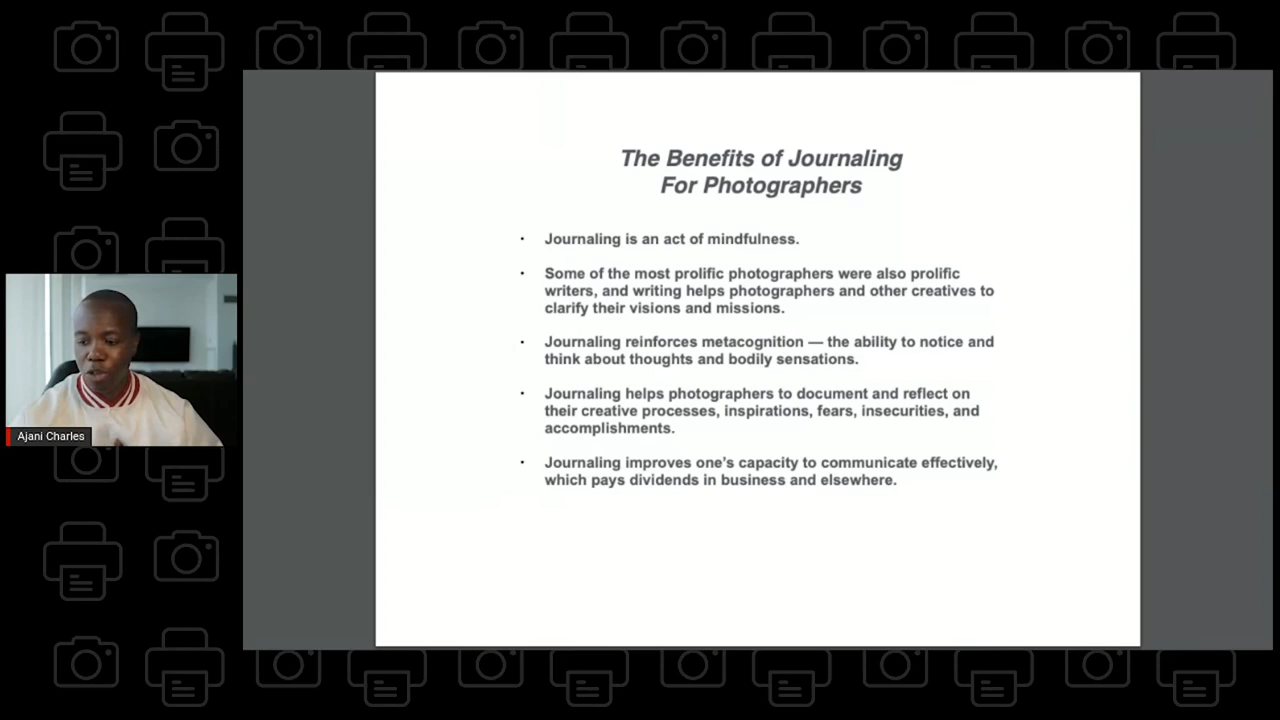 The Benefits of Journaling
For Photographers
· Journaling is an act of mindfulness.
· Some of the most prolific photographers were also prolific
writers, and writing helps photographers and other creatives to
clarify their visions and missions.
· Journaling reinforces metacognition — the ability to notice and
think about thoughts and bodily sensations.
· Journaling helps photographers to document and reflect on
their creative processes, inspirations, fears, insecurities, and
accomplishments.
· Journaling improves one's capacity to communicate effectively,
which pays dividends in business and elsewhere.
Ajani Charles